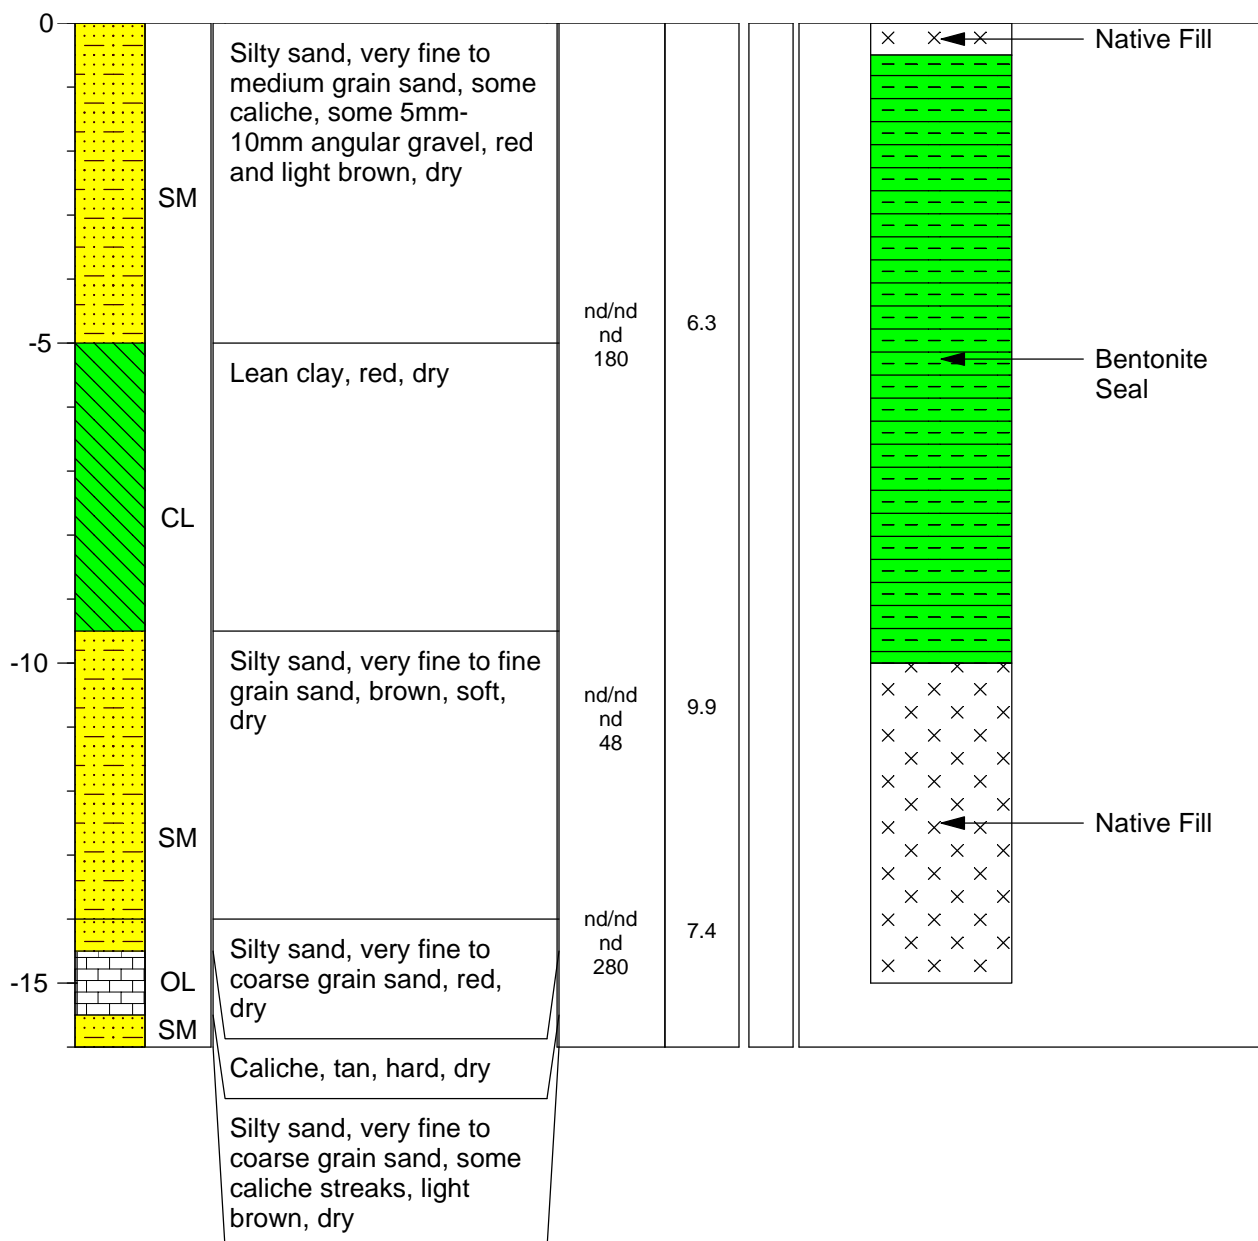 0
Silty sand, very fine to
medium grain sand, some
caliche, some 5mm-
10mm angular gravel, red
and light brown, dry
SM
Native Fill
nd/nd
nd
180
6.3
-5
Lean clay, red, dry
Bentonite
Seal
CL
-10
Silty sand, very fine to fine
grain sand, brown, soft,
dry
nd/nd
nd
48
9.9
SM
Native Fill
nd/nd
nd
280
7.4
Silty sand, very fine to
coarse grain sand, red,
dry
-15
OL
SM
Caliche, tan, hard, dry
Silty sand, very fine to
coarse grain sand, some
caliche streaks, light
brown, dry